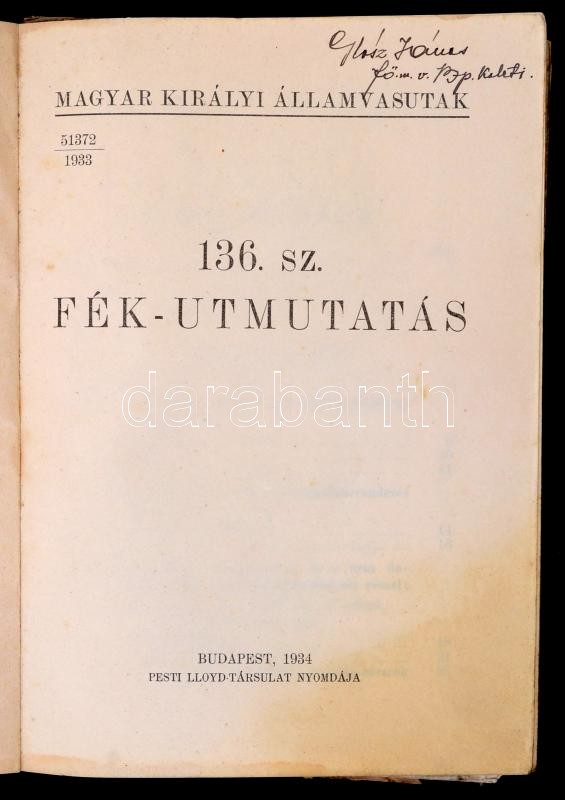 János
fő.m.v. Bp. Keleti.
MAGYAR KIRÁLYI ÁLLAMVASUTAK
51372
1933
136. sz.
FÉK-UTMUTATÁS
darabanth
BUDAPEST, 1934
PESTI LLOYD-TÁRSULAT NYOMDÁJA